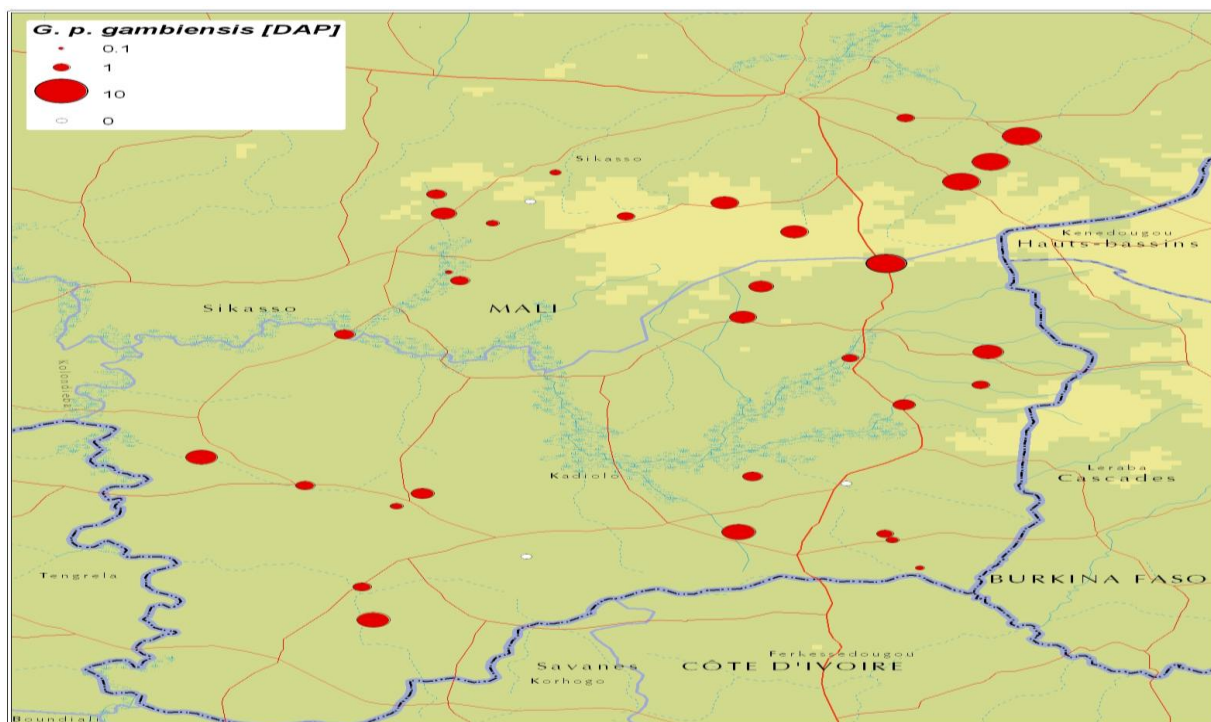 G. p. gambiensis [DAP]
0.1
1
10
0
Sikasso
Kenedougou
Hauts-bassins
Sikasso
MALI
Kolondieba
Kadiolo
Leraba
Cascades
Tengrela
BURKINA FASO
Ferkessedougou
Savanes
CÔTE D'IVOIRE
Korhogo
Boundiali